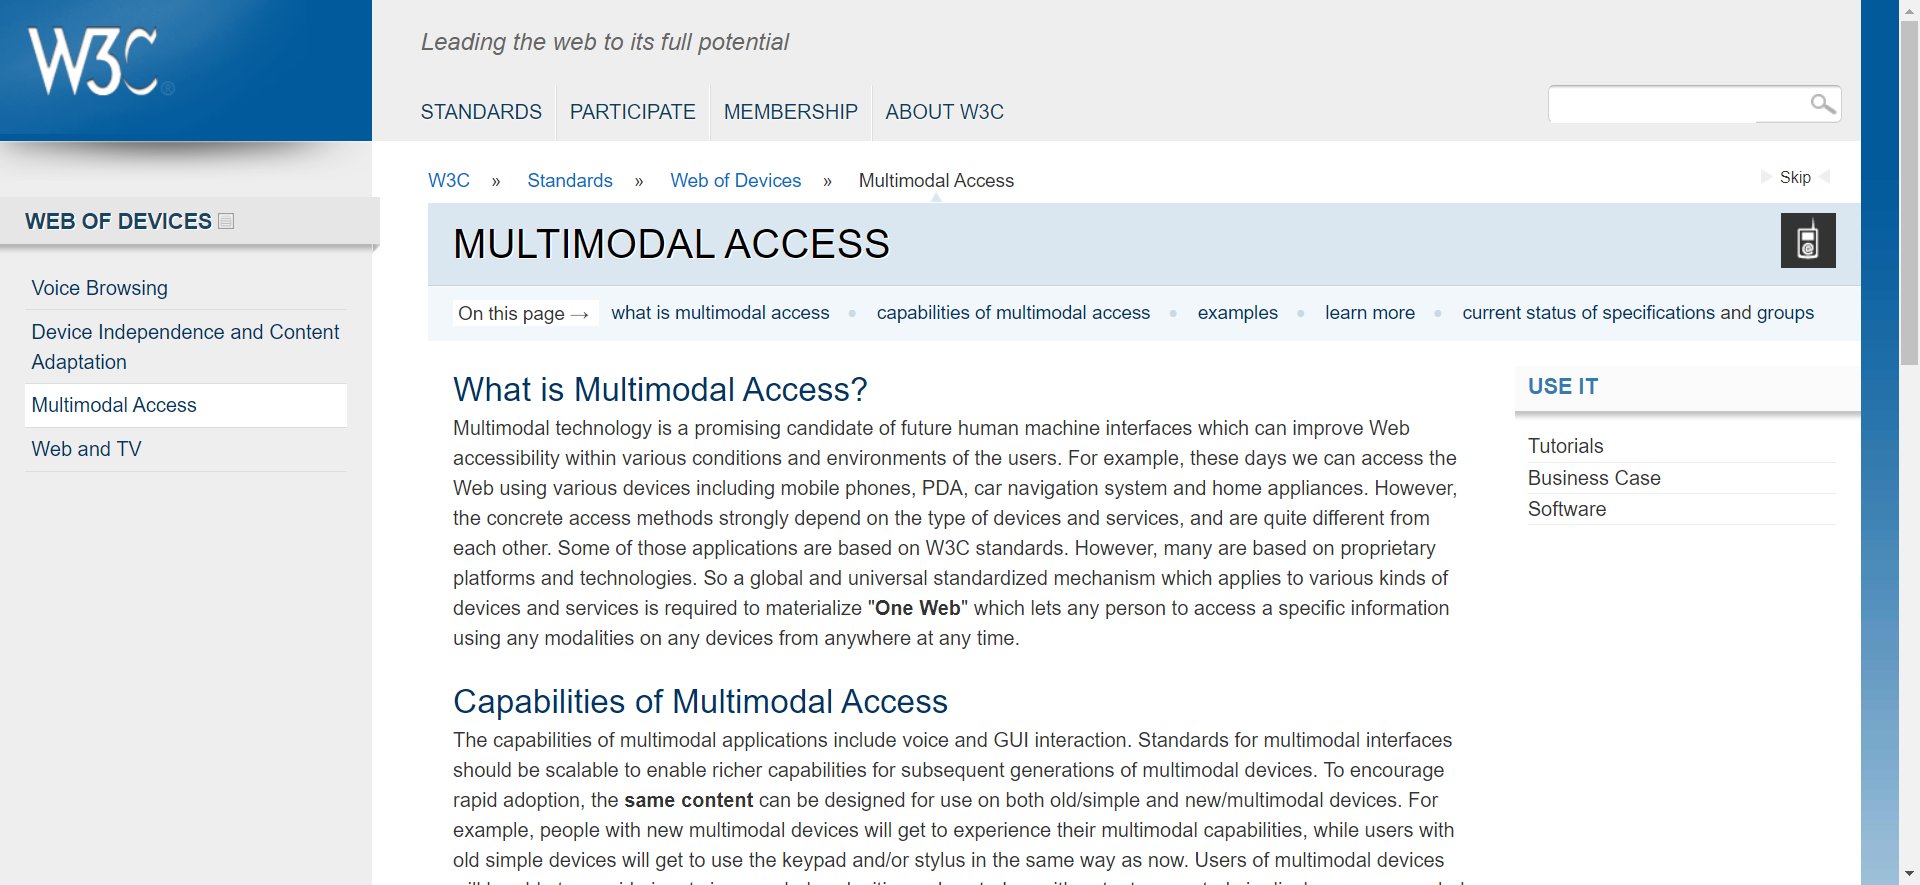 W3C®
Leading the web to its full potential
STANDARDS
PARTICIPATE
MEMBERSHIP
ABOUT W3C
W3C » Standards » Web of Devices » Multimodal Access
Skip
WEB OF DEVICES
Voice Browsing
Device Independence and Content
Adaptation
Multimodal Access
Web and TV
MULTIMODAL ACCESS
On this page → what is multimodal access • capabilities of multimodal access • examples • learn more • current status of specifications and groups
What is Multimodal Access?
Multimodal technology is a promising candidate of future human machine interfaces which can improve Web
accessibility within various conditions and environments of the users. For example, these days we can access the
Web using various devices including mobile phones, PDA, car navigation system and home appliances. However,
the concrete access methods strongly depend on the type of devices and services, and are quite different from
each other. Some of those applications are based on W3C standards. However, many are based on proprietary
platforms and technologies. So a global and universal standardized mechanism which applies to various kinds of
devices and services is required to materialize "One Web" which lets any person to access a specific information
using any modalities on any devices from anywhere at any time.
Capabilities of Multimodal Access
The capabilities of multimodal applications include voice and GUI interaction. Standards for multimodal interfaces
should be scalable to enable richer capabilities for subsequent generations of multimodal devices. To encourage
rapid adoption, the same content can be designed for use on both old/simple and new/multimodal devices. For
example, people with new multimodal devices will get to experience their multimodal capabilities, while users with
old simple devices will get to use the keypad and/or stylus in the same way as now. Users of multimodal devices
USE IT
Tutorials
Business Case
Software